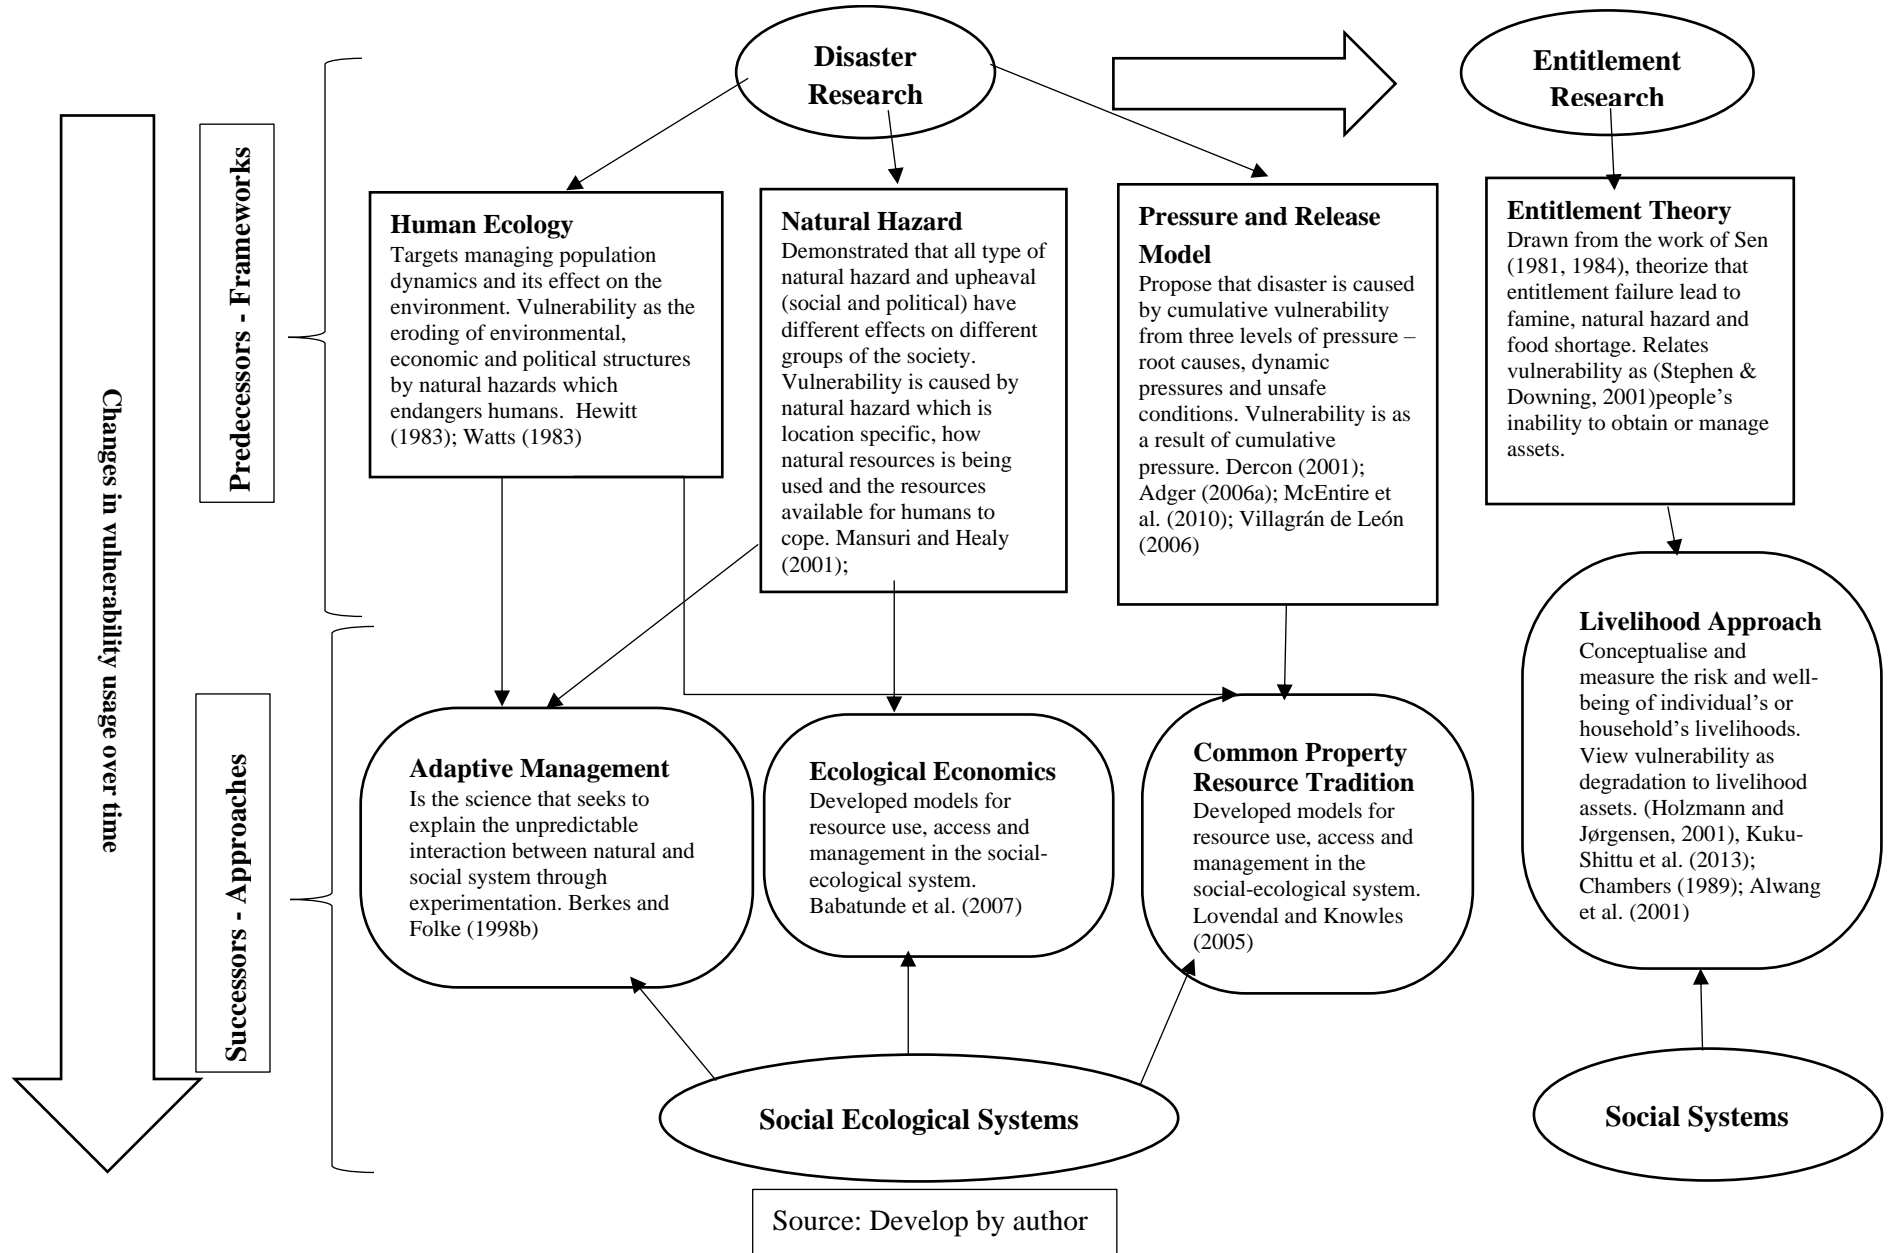 Disaster
Research
Entitlement
Research
Changes in vulnerability usage over time
Predecessors - Frameworks
Human Ecology
Targets managing population
dynamics and its effect on the
environment. Vulnerability as the
eroding of environmental,
economic and political structures
by natural hazards which
endangers humans.  Hewitt
(1983); Watts (1983)
Natural Hazard
Demonstrated that all type of
natural hazard and upheaval
(social and political) have
different effects on different
groups of the society.
Vulnerability is caused by
natural hazard which is
location specific, how
natural resources is being
used and the resources
available for humans to
cope. Mansuri and Healy
(2001);
Pressure and Release
Model
Propose that disaster is caused
by cumulative vulnerability
from three levels of pressure –
root causes, dynamic
pressures and unsafe
conditions. Vulnerability is as
a result of cumulative
pressure. Dercon (2001);
Adger (2006a); McEntire et
al. (2010); Villagrán de León
(2006)
Entitlement Theory
Drawn from the work of Sen
(1981, 1984), theorize that
entitlement failure lead to
famine, natural hazard and
food shortage. Relates
vulnerability as (Stephen &
Downing, 2001)people’s
inability to obtain or manage
assets.
Successors - Approaches
Adaptive Management
Is the science that seeks to
explain the unpredictable
interaction between natural and
social system through
experimentation. Berkes and
Folke (1998b)
Ecological Economics
Developed models for
resource use, access and
management in the social-
ecological system.
Babatunde et al. (2007)
Common Property
Resource Tradition
Developed models for
resource use, access and
management in the
social-ecological system.
Lovendal and Knowles
(2005)
Livelihood Approach
Conceptualise and
measure the risk and well-
being of individual’s or
household’s livelihoods.
View vulnerability as
degradation to livelihood
assets. (Holzmann and
Jørgensen, 2001), Kuku-
Shittu et al. (2013);
Chambers (1989); Alwang
et al. (2001)
Social Ecological Systems
Social Systems
Source: Develop by author